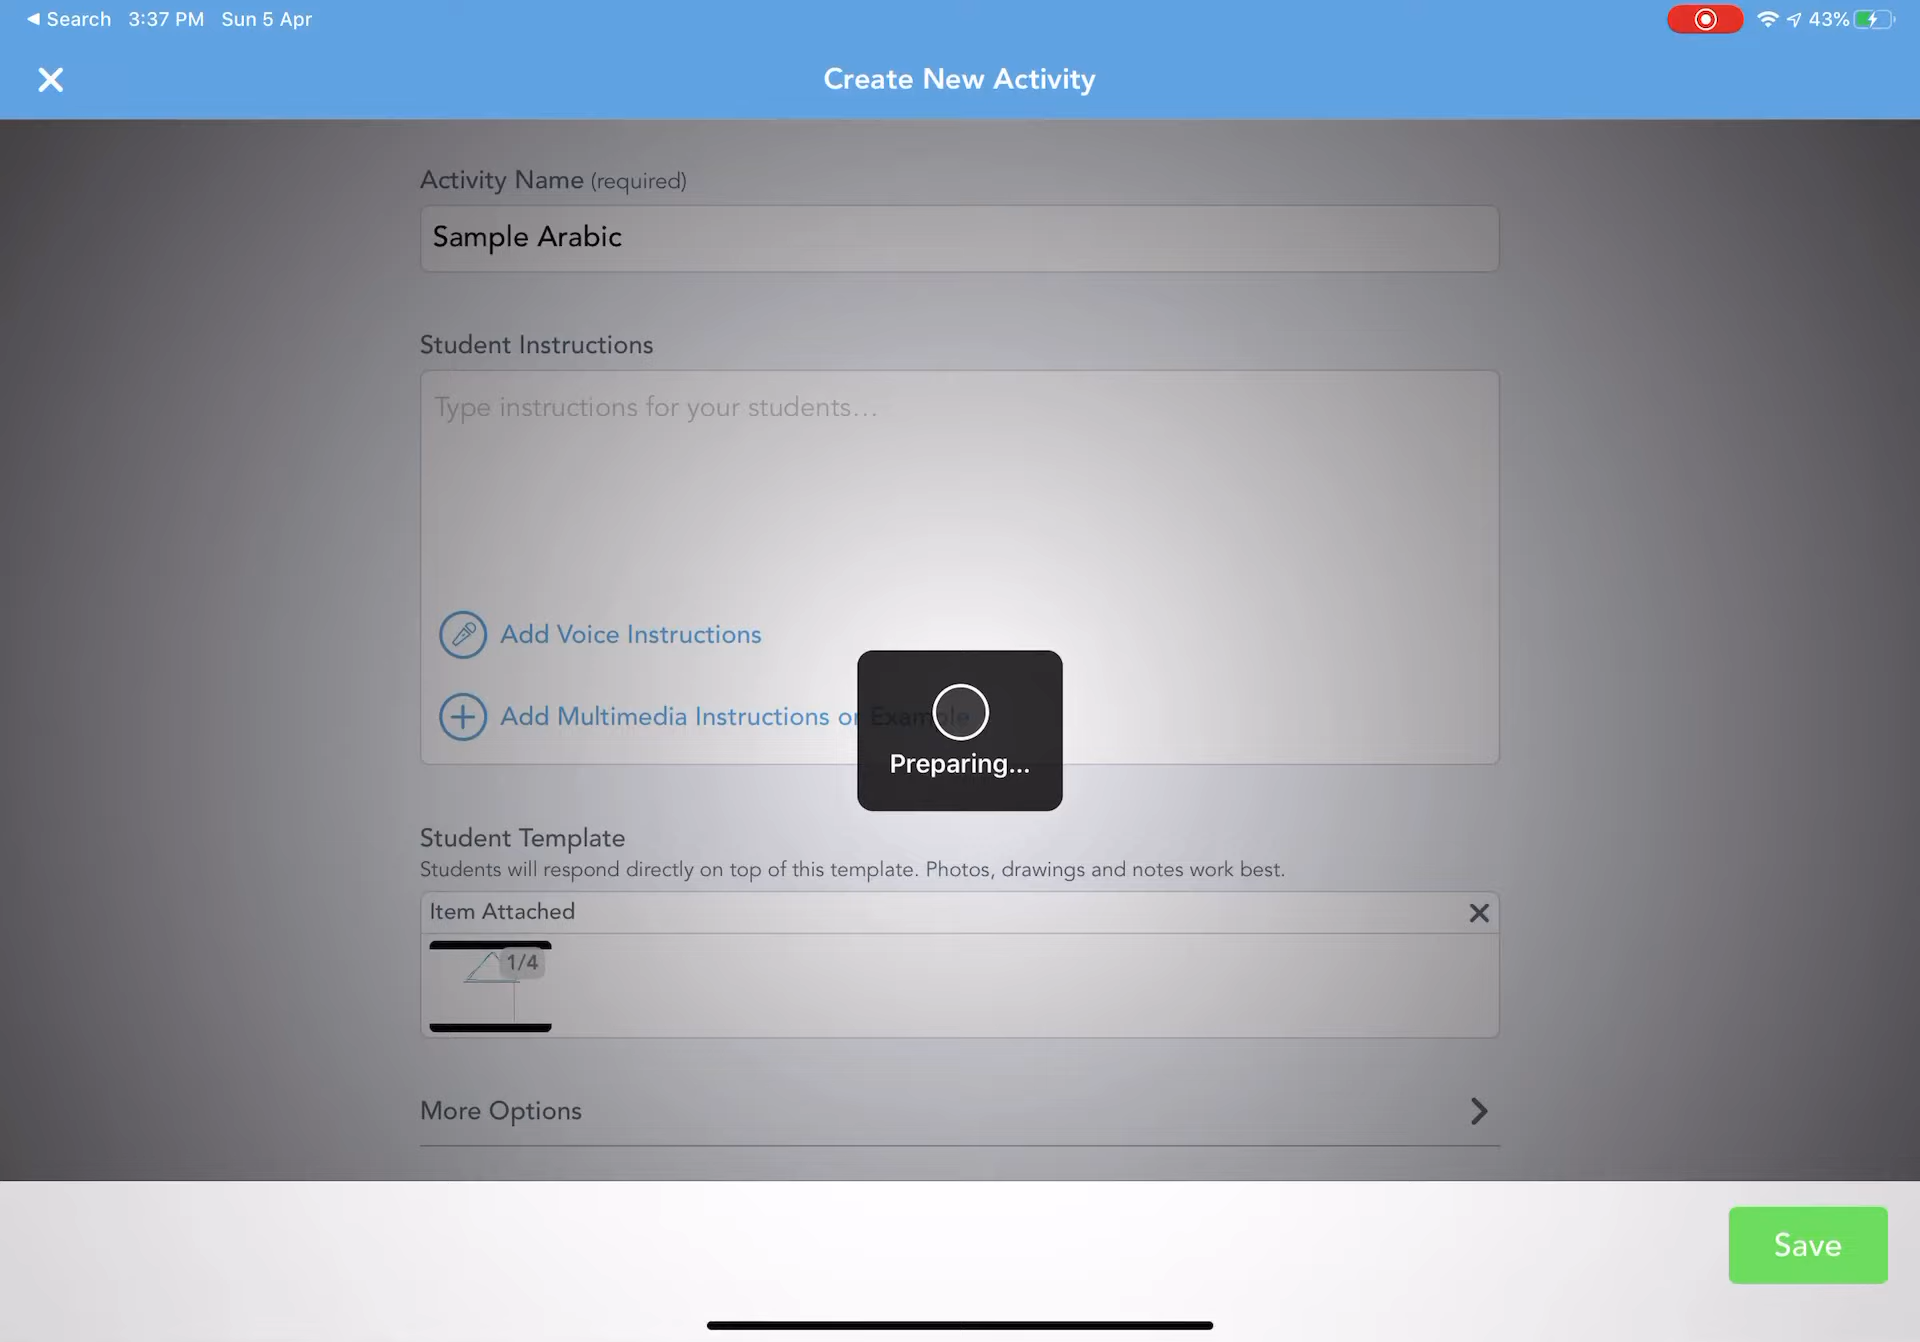 Search 3:37 PM Sun 5 Apr 43%
Create New Activity
Activity Name (required)
Sample Arabic
Student Instructions
Type instructions for your students...
Add Voice Instructions
Add Multimedia Instructions or Example
Preparing...
Student Template
Students will respond directly on top of this template. Photos, drawings and notes work best.
Item Attached
1/4
More Options
Save